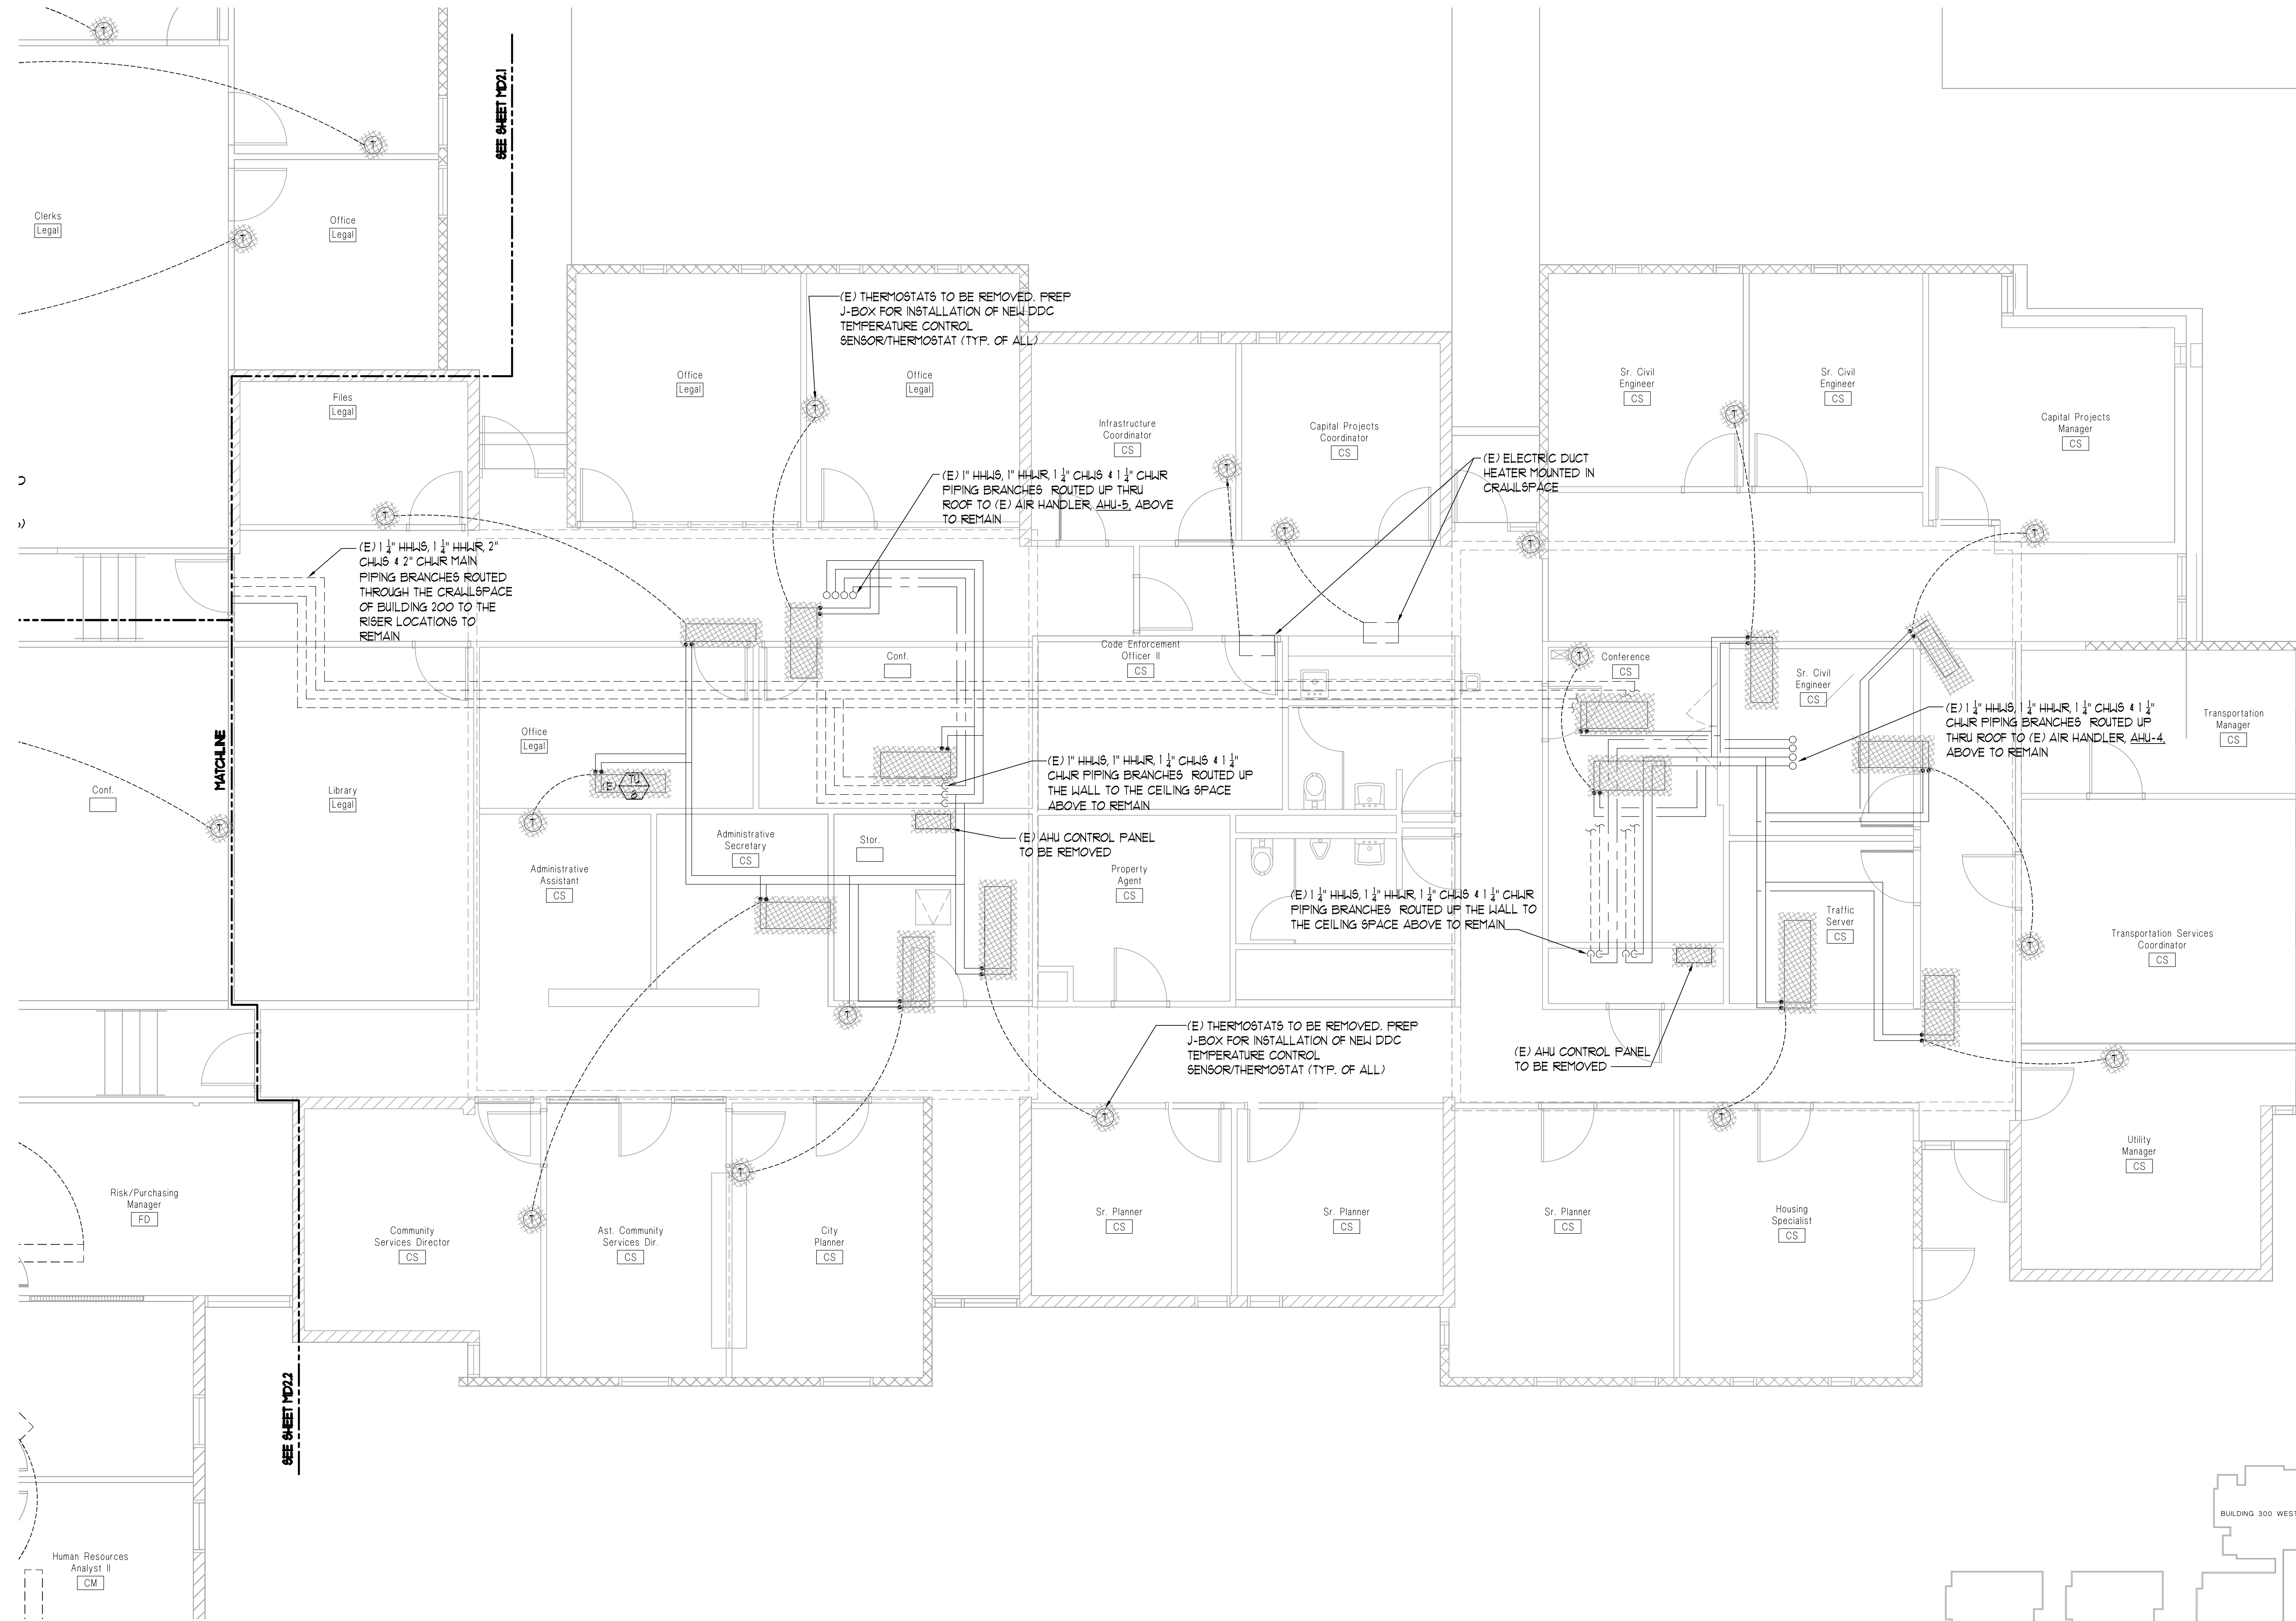 SEE SHEET MD2.1
Clerks
Legal
Office
Legal
Files
Legal
(E) THERMOSTATS TO BE REMOVED. PREP
J-BOX FOR INSTALLATION OF NEW DDC
TEMPERATURE CONTROL
SENSOR/THERMOSTAT (TYP. OF ALL)
Office
Legal
Office
Legal
Infrastructure
Coordinator
CS
Capital Projects
Coordinator
CS
Sr. Civil
Engineer
CS
Sr. Civil
Engineer
CS
Capital Projects
Manager
CS
(E) 1" HHWS, 1" HHWR, 1 1/4" CHWS & 1 1/4" CHWR
PIPING BRANCHES ROUTED UP THRU
ROOF TO (E) AIR HANDLER, AHU-5, ABOVE
TO REMAIN
(E) ELECTRIC DUCT
HEATER MOUNTED IN
CRAWLSPACE
(E) 1 1/4" HHWS, 1 1/4" HHWR, 2"
CHWS & 2" CHWR MAIN
PIPING BRANCHES ROUTED
THROUGH THE CRAWLSPACE
OF BUILDING 200 TO THE
RISER LOCATIONS TO
REMAIN
Conf.
Code Enforcement
Officer II
CS
Conference
CS
Sr. Civil
Engineer
CS
(E) 1 1/4" HHWS, 1 1/4" HHWR, 1 1/4" CHWS & 1 1/4"
CHWR PIPING BRANCHES ROUTED UP
THRU ROOF TO (E) AIR HANDLER, AHU-4,
ABOVE TO REMAIN
Transportation
Manager
CS
MATCHLINE
Conf.
Library
Legal
Office
Legal
(E)
TU
8
(E) 1" HHWS, 1" HHWR, 1 1/4" CHWS & 1 1/4"
CHWR PIPING BRANCHES ROUTED UP
THE WALL TO THE CEILING SPACE
ABOVE TO REMAIN
(E) AHU CONTROL PANEL
TO BE REMOVED
Administrative
Secretary
CS
Stor.
Administrative
Assistant
CS
Property
Agent
CS
(E) 1 1/4" HHWS, 1 1/4" HHWR, 1 1/4" CHWS & 1 1/4" CHWR
PIPING BRANCHES ROUTED UP THE WALL TO
THE CEILING SPACE ABOVE TO REMAIN
Traffic
Server
CS
Transportation Services
Coordinator
CS
(E) THERMOSTATS TO BE REMOVED. PREP
J-BOX FOR INSTALLATION OF NEW DDC
TEMPERATURE CONTROL
SENSOR/THERMOSTAT (TYP. OF ALL)
(E) AHU CONTROL PANEL
TO BE REMOVED
Utility
Manager
CS
Risk/Purchasing
Manager
FD
Community
Services Director
CS
Ast. Community
Services Dir.
CS
City
Planner
CS
Sr. Planner
CS
Sr. Planner
CS
Sr. Planner
CS
Housing
Specialist
CS
SEE SHEET MD2.2
Human Resources
Analyst II
CM
BUILDING 300 WEST